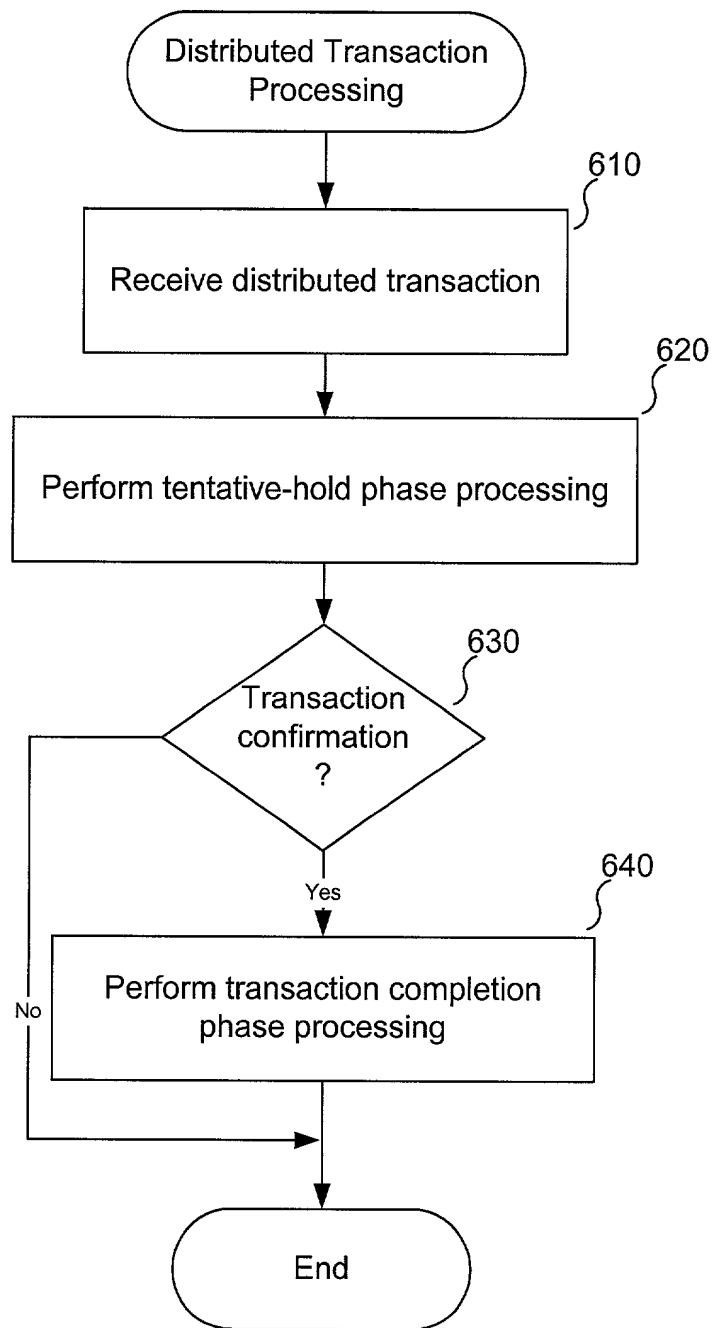 Distributed Transaction
Processing
610
Receive distributed transaction
620
Perform tentative-hold phase processing
630
Transaction
confirmation
?
Yes
640
Perform transaction completion
phase processing
No
End